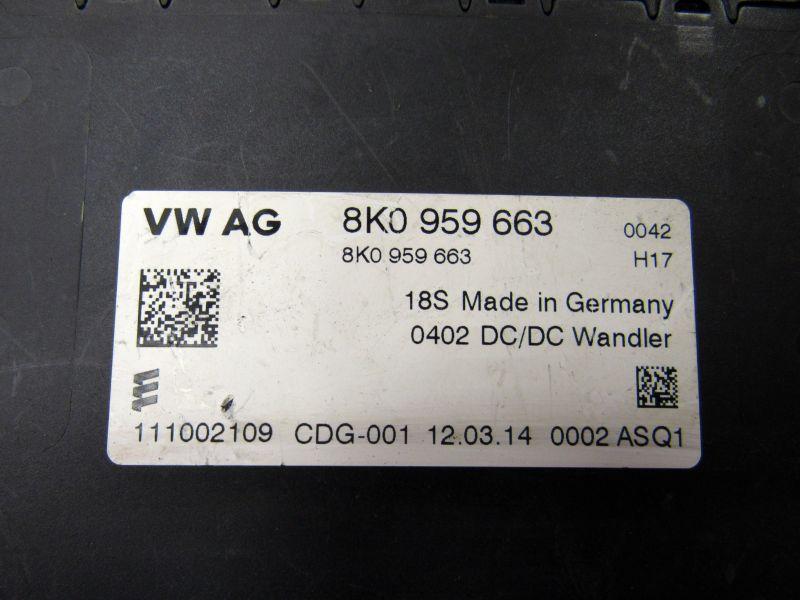 VW AG 8K0 959 663 0042
8K0 959 663 H17
18S Made in Germany
0402 DC/DC Wandler
111002109 CDG-001 12.03.14 0002 ASQ1